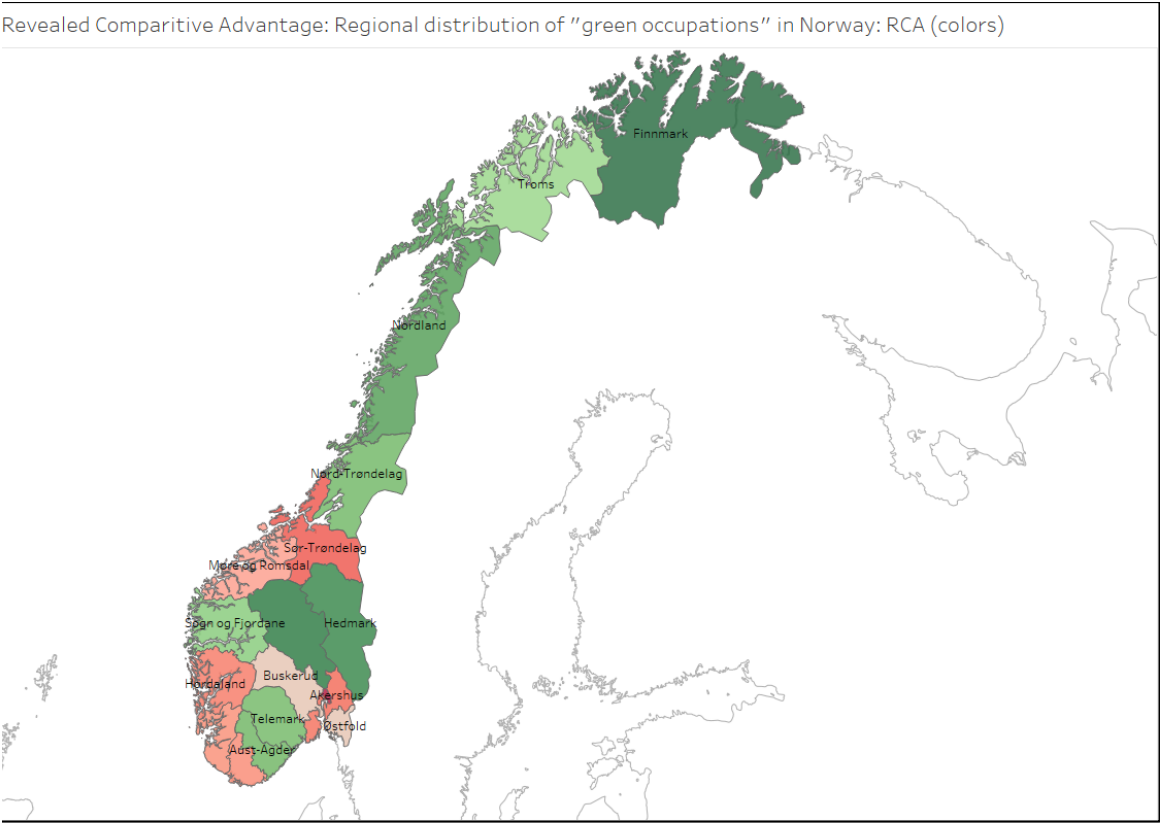 Revealed Comparitive Advantage: Regional distribution of "green occupations" in Norway: RCA (colors)
Finnmark
Troms
Nordland
Nord-Trøndelag
Sør-Trøndelag
Møre og Romsdal
Sogn og Fjordane
Hedmark
Buskerud
Hordaland
Akershus
Telemark
Østfold
Aust-Agder